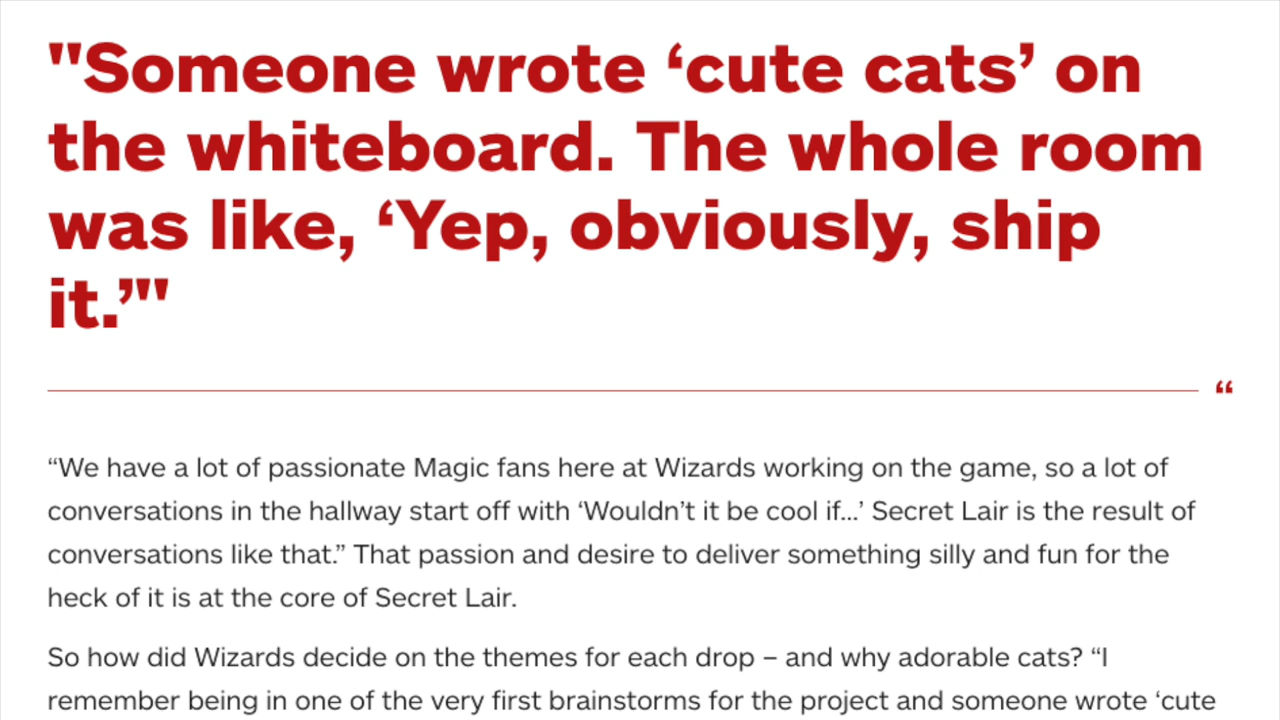 "Someone wrote ‘cute cats’ on
the whiteboard. The whole room
was like, ‘Yep, obviously, ship
it.’"
“
“We have a lot of passionate Magic fans here at Wizards working on the game, so a lot of
conversations in the hallway start off with ‘Wouldn’t it be cool if...’ Secret Lair is the result of
conversations like that.” That passion and desire to deliver something silly and fun for the
heck of it is at the core of Secret Lair.
So how did Wizards decide on the themes for each drop – and why adorable cats? “I
remember being in one of the very first brainstorms for the project and someone wrote ‘cute